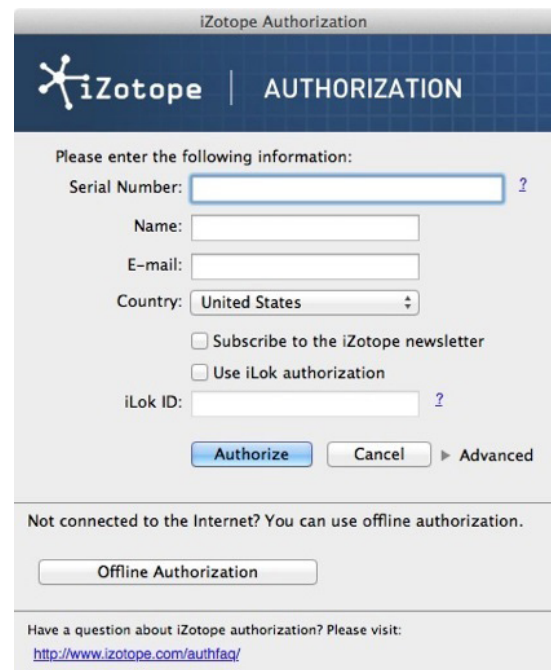 iZotope Authorization
iZotope | AUTHORIZATION
Please enter the following information:
Serial Number: ?
Name:
E-mail:
Country: United States
Subscribe to the iZotope newsletter
Use iLok authorization
iLok ID: ?
Authorize Cancel Advanced
Not connected to the Internet? You can use offline authorization.
Offline Authorization
Have a question about iZotope authorization? Please visit:
http://www.izotope.com/authfaq/